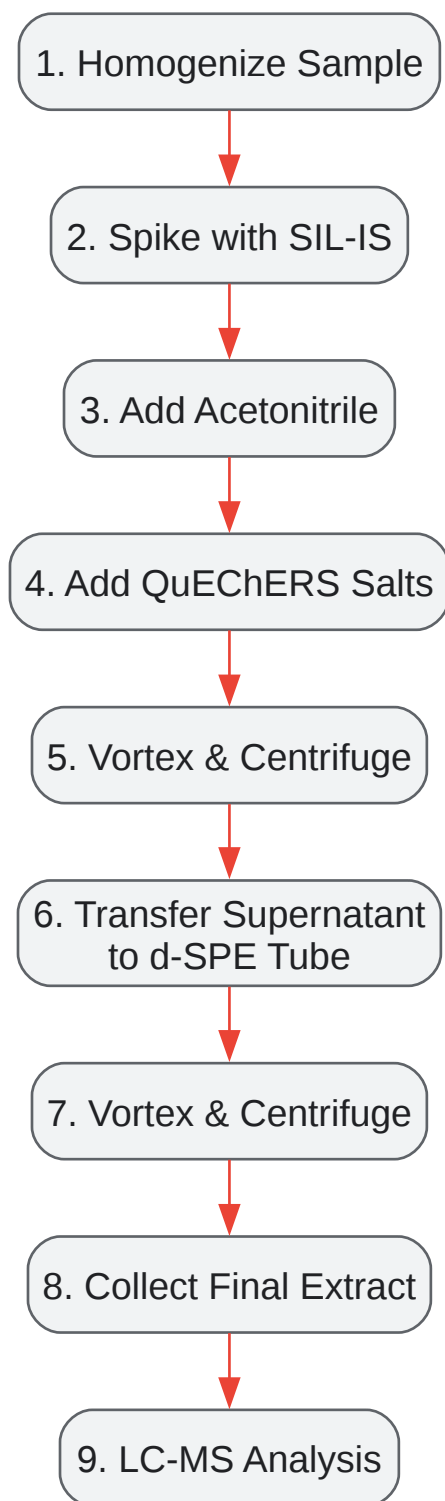 1. Homogenize Sample
2. Spike with SIL-IS
3. Add Acetonitrile
4. Add QuEChERS Salts
5. Vortex & Centrifuge
6. Transfer Supernatant
to d-SPE Tube
7. Vortex & Centrifuge
8. Collect Final Extract
9. LC-MS Analysis